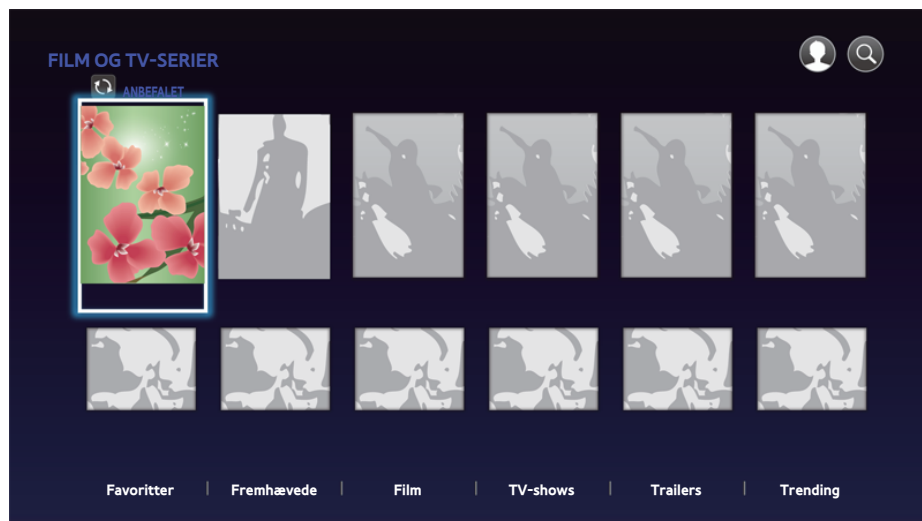 FILM OG TV-SERIER
ANBEFALET
Favoritter | Fremhævede | Film | TV-shows | Trailers | Trending